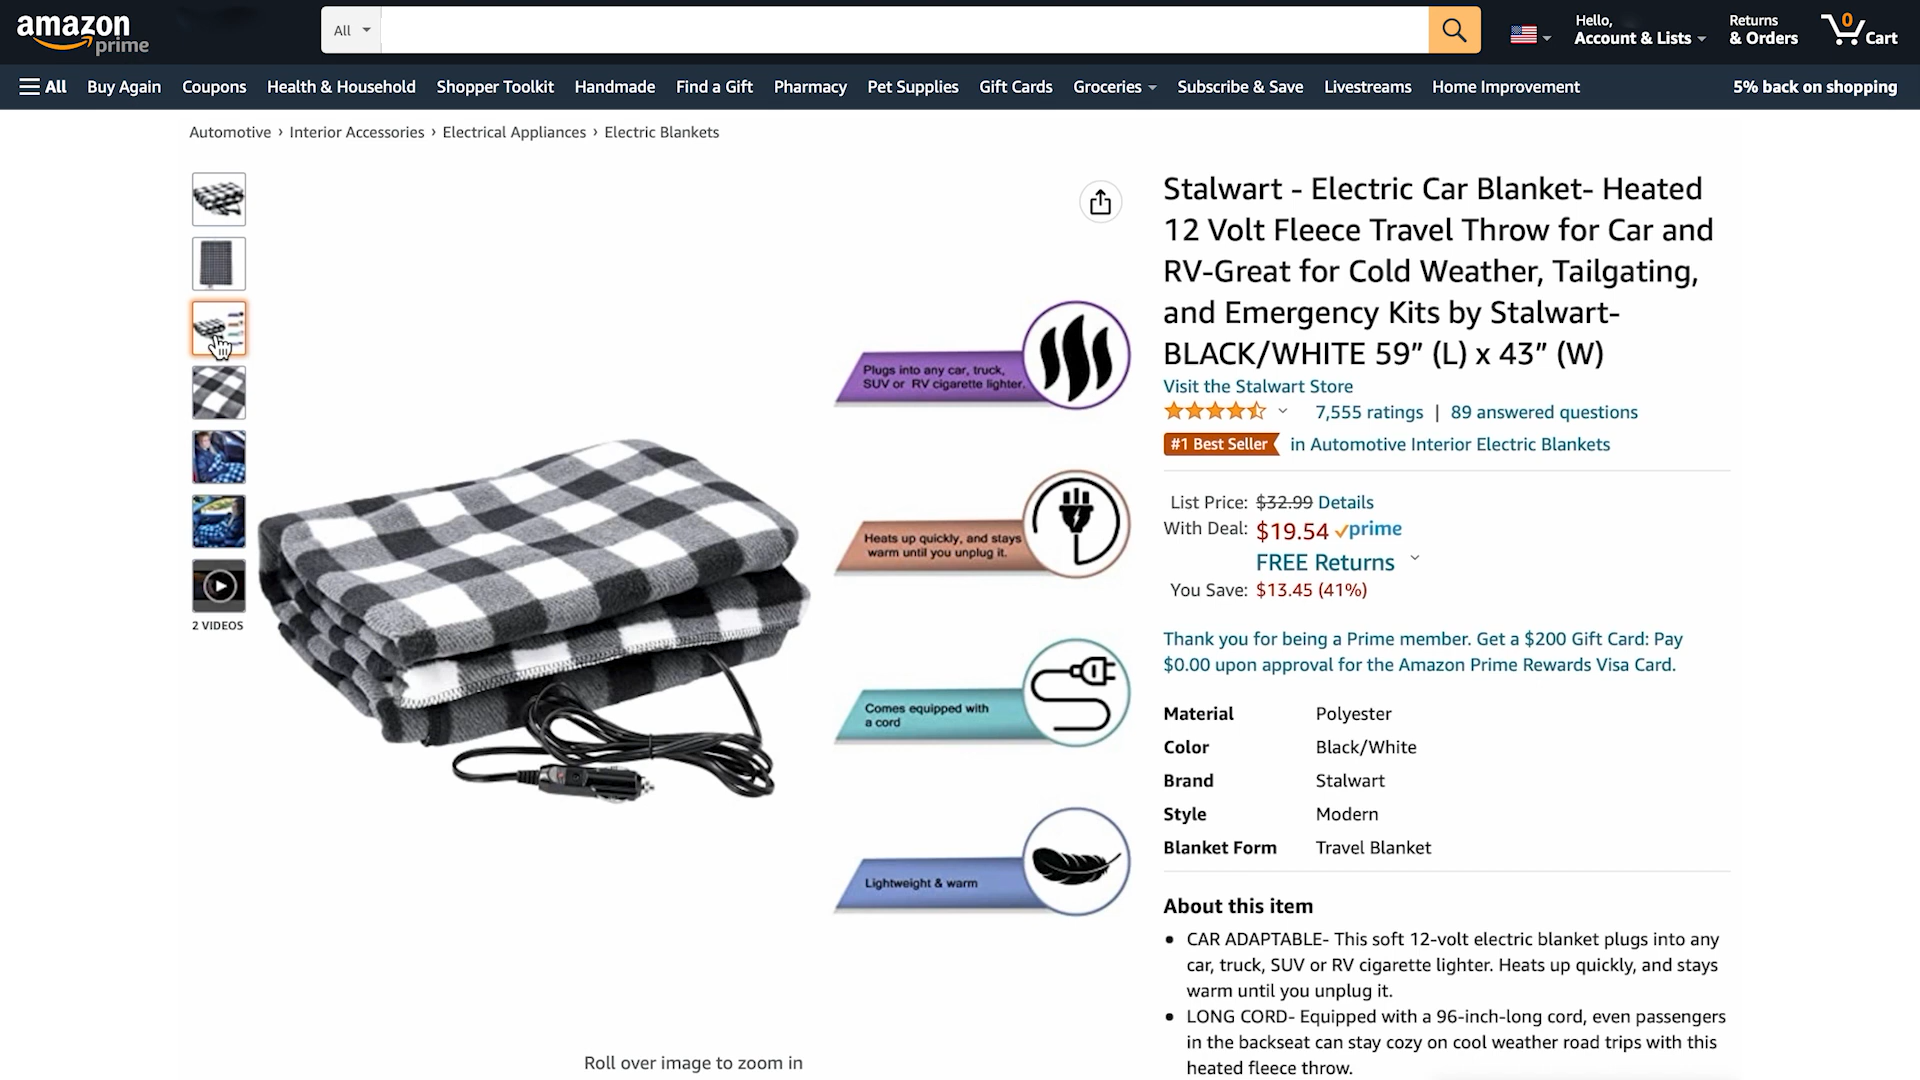 amazon
prime
All
Hello,
Account & Lists
Returns
& Orders
0
Cart
All
Buy Again
Coupons
Health & Household
Shopper Toolkit
Handmade
Find a Gift
Pharmacy
Pet Supplies
Gift Cards
Groceries
Subscribe & Save
Livestreams
Home Improvement
5% back on shopping
Automotive › Interior Accessories › Electrical Appliances › Electric Blankets
2 VIDEOS
Plugs into any car, truck,
SUV or RV cigarette lighter.
Heats up quickly, and stays
warm until you unplug it.
Comes equipped with
a cord
Lightweight & warm
Roll over image to zoom in
Stalwart - Electric Car Blanket- Heated
12 Volt Fleece Travel Throw for Car and
RV-Great for Cold Weather, Tailgating,
and Emergency Kits by Stalwart-
BLACK/WHITE 59” (L) x 43” (W)
Visit the Stalwart Store
7,555 ratings | 89 answered questions
#1 Best Seller in Automotive Interior Electric Blankets
List Price: $32.99 Details
With Deal: $19.54 prime
FREE Returns
You Save: $13.45 (41%)
Thank you for being a Prime member. Get a $200 Gift Card: Pay
$0.00 upon approval for the Amazon Prime Rewards Visa Card.
Material Polyester
Color Black/White
Brand Stalwart
Style Modern
Blanket Form Travel Blanket
About this item
• CAR ADAPTABLE- This soft 12-volt electric blanket plugs into any
car, truck, SUV or RV cigarette lighter. Heats up quickly, and stays
warm until you unplug it.
• LONG CORD- Equipped with a 96-inch-long cord, even passengers
in the backseat can stay cozy on cool weather road trips with this
heated fleece throw.